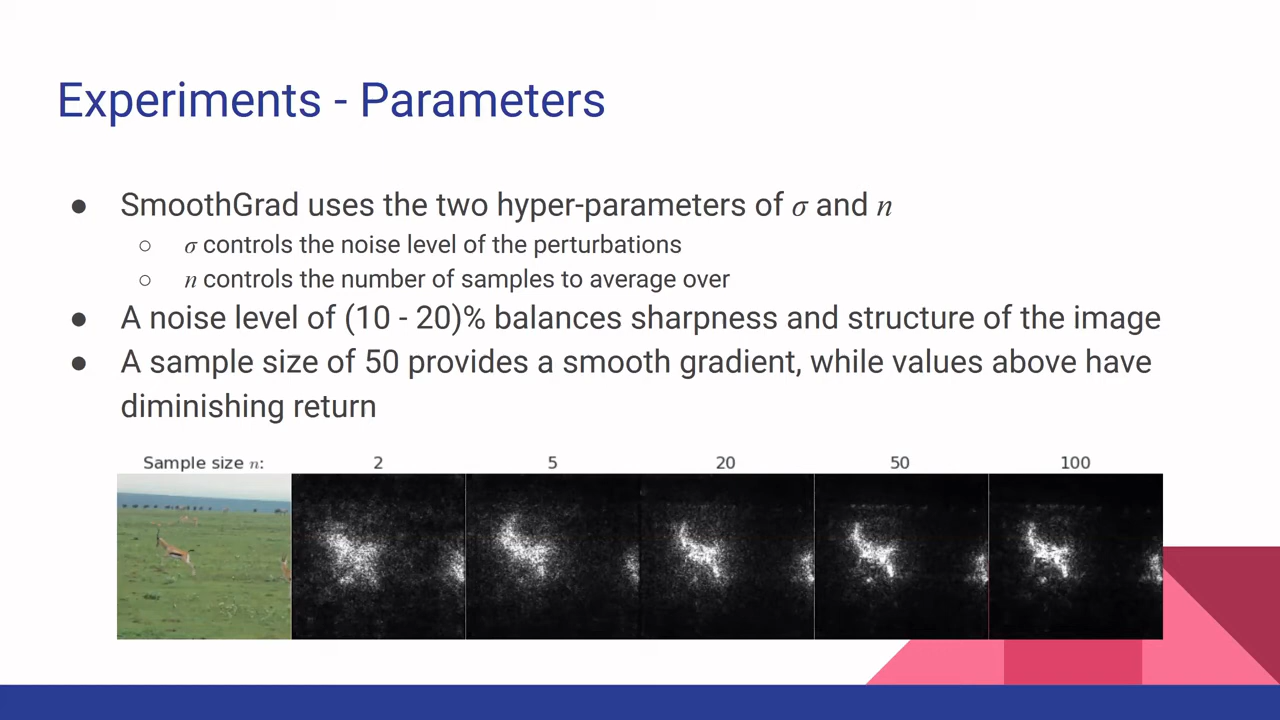 Experiments - Parameters
● SmoothGrad uses the two hyper-parameters of σ and n
○ σ controls the noise level of the perturbations
○ n controls the number of samples to average over
● A noise level of (10 - 20)% balances sharpness and structure of the image
● A sample size of 50 provides a smooth gradient, while values above have
diminishing return
Sample size n: 2 5 20 50 100